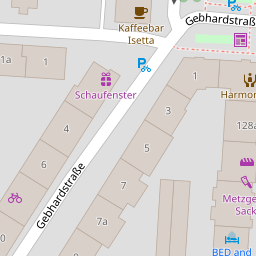 Gebhardstraß
Kaffeebar
Isetta
1a
Schaufenster
3
1
Harmon
4
128a
5
6
Metzge
Sack
7
Gebhardstraße
7a
0
BED and